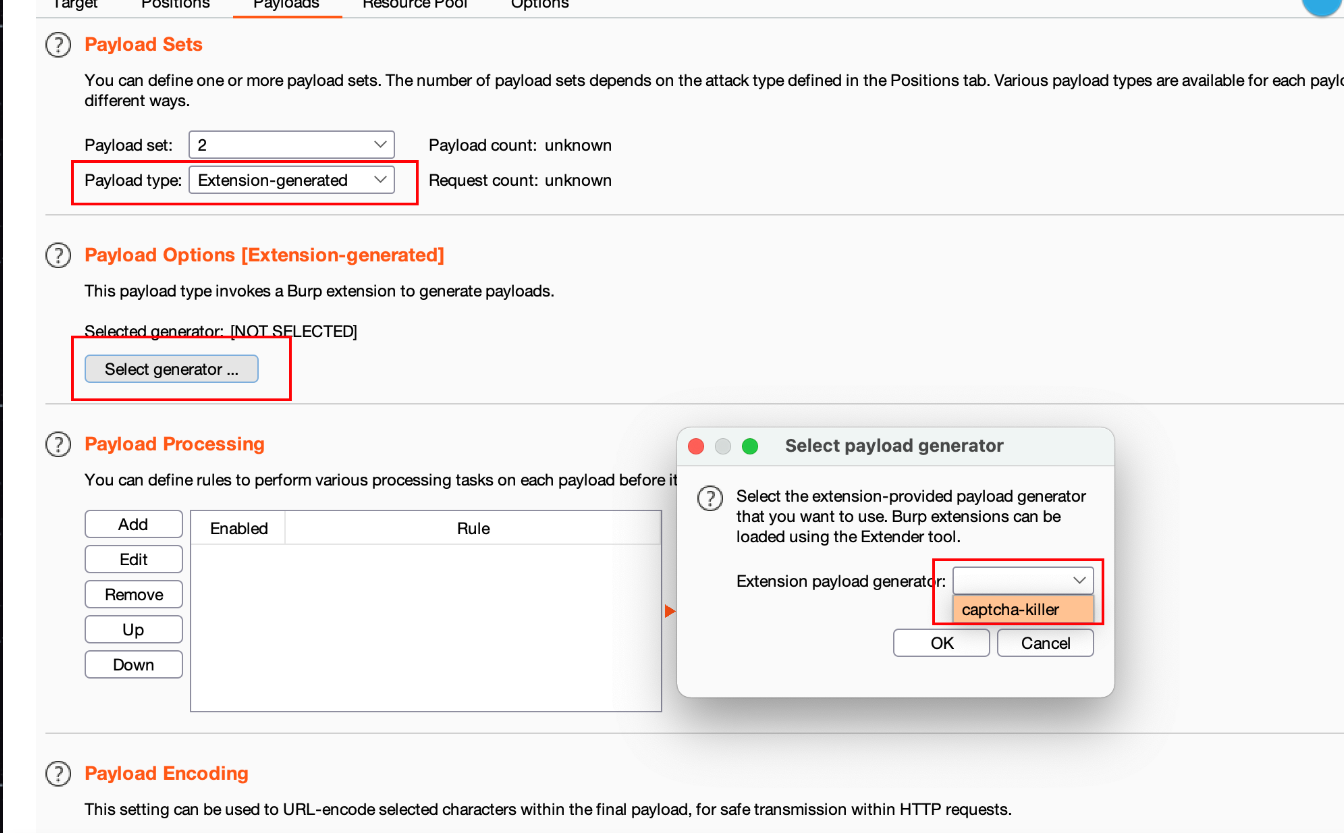 Target Positions Payloads Resource Pool Options
Payload Sets
You can define one or more payload sets. The number of payload sets depends on the attack type defined in the Positions tab. Various payload types are available for each
different ways.
Payload set: 2 Payload count: unknown
Payload type: Extension-generated Request count: unknown
Payload Options [Extension-generated]
This payload type invokes a Burp extension to generate payloads.
Selected generator: [NOT SELECTED]
Select generator ...
Payload Processing
You can define rules to perform various processing tasks on each payload before it
Add
Edit
Remove
Up
Down
Enabled Rule
Select payload generator
Select the extension-provided payload generator
that you want to use. Burp extensions can be
loaded using the Extender tool.
Extension payload generator:
captcha-killer
OK Cancel
Payload Encoding
This setting can be used to URL-encode selected characters within the final payload, for safe transmission within HTTP requests.